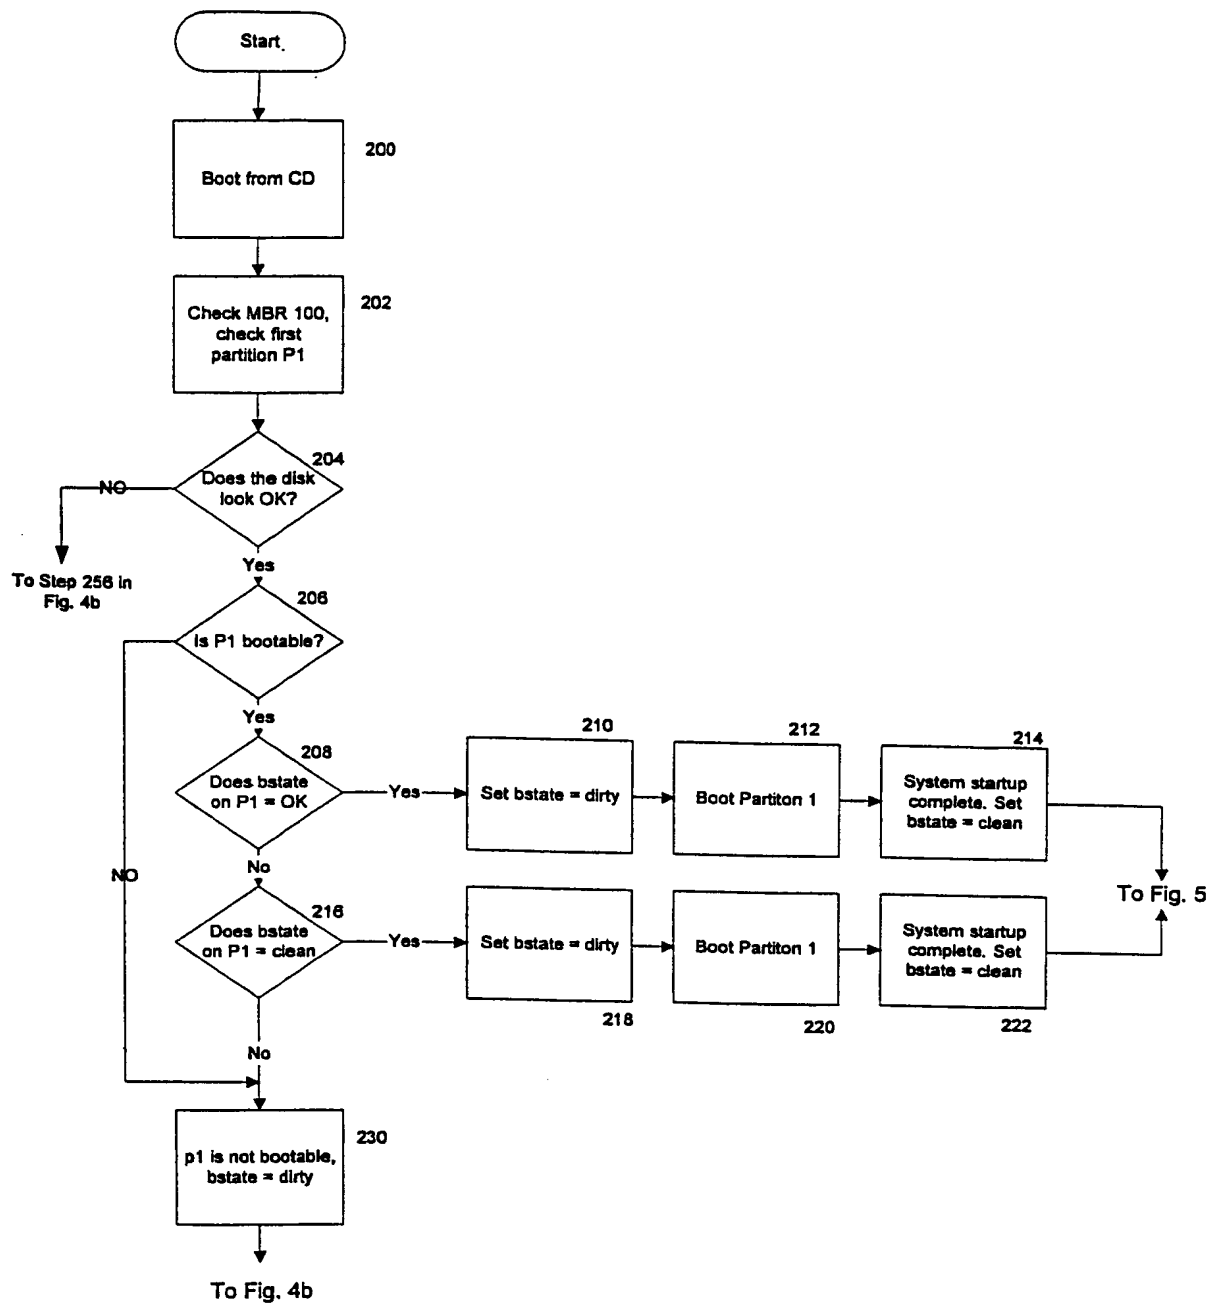 Start
200
Boot from CD
202
Check MBR 100,
check first
partition P1
204
Does the disk
look OK?
NO
To Step 256 in
Fig. 4b
Yes
206
Is P1 bootable?
Yes
208
Does bstate
on P1 = OK
Yes
210
Set bstate = dirty
212
Boot Partiton 1
214
System startup
complete. Set
bstate = clean
No
NO
To Fig. 5
216
Does bstate
on P1 = clean
Yes
Set bstate = dirty
218
Boot Partiton 1
220
System startup
complete. Set
bstate = clean
222
No
230
p1 is not bootable,
bstate = dirty
To Fig. 4b